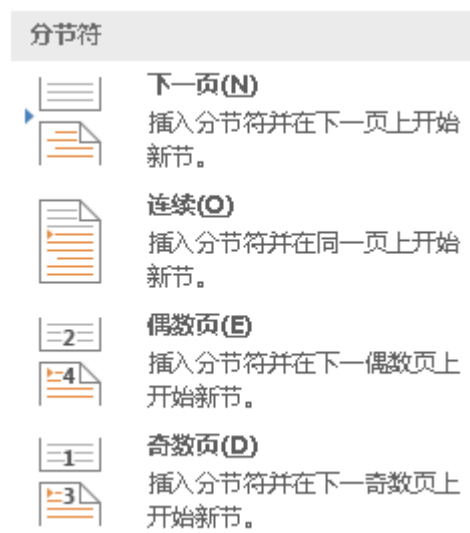 分节符
下一页(N)
插入分节符并在下一页上开始
新节。
连续(O)
插入分节符并在同一页上开始
新节。
2
偶数页(E)
4
插入分节符并在下一偶数页上
开始新节。
1
奇数页(D)
3
插入分节符并在下一奇数页上
开始新节。